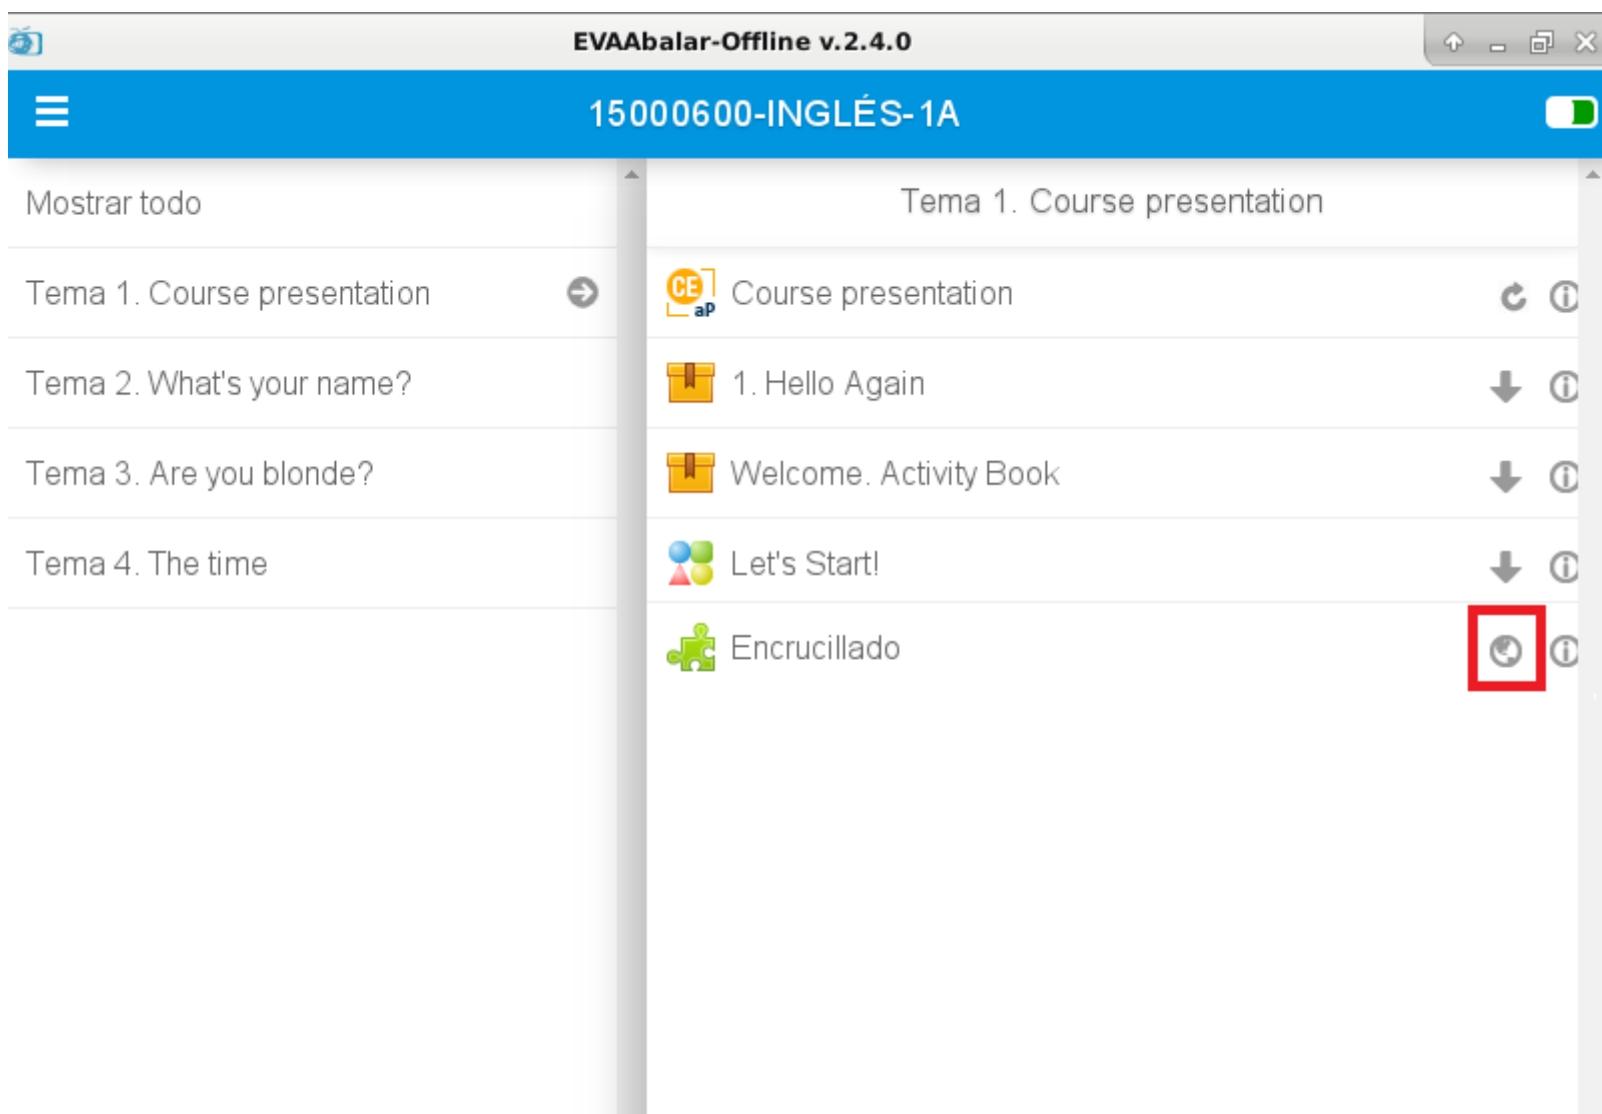 EVAAbalar-Offline v.2.4.0
15000600-INGLÉS-1A
Mostrar todo
Tema 1. Course presentation
Tema 2. What's your name?
Tema 3. Are you blonde?
Tema 4. The time
Tema 1. Course presentation
CE aP Course presentation
1. Hello Again
Welcome. Activity Book
Let's Start!
Encrucillado